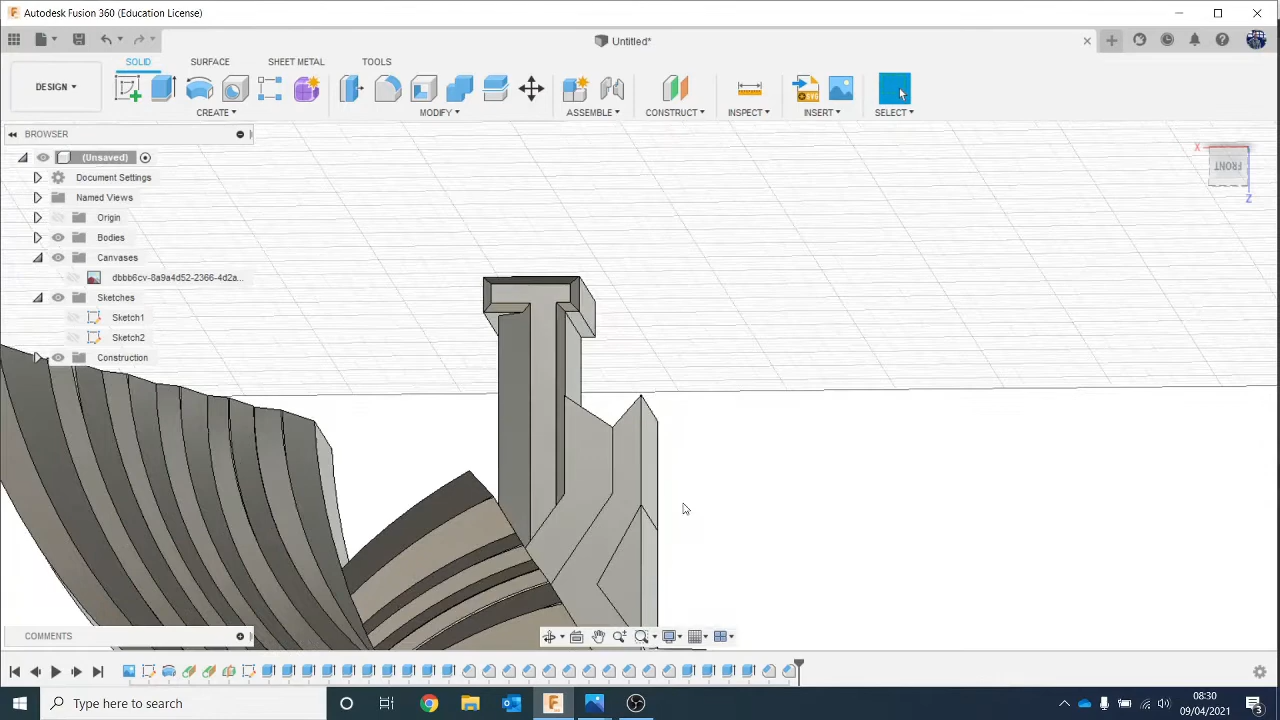 Autodesk Fusion 360 (Education License)
Untitled*
SOLID SURFACE SHEET METAL TOOLS
DESIGN
CREATE MODIFY ASSEMBLE CONSTRUCT INSPECT INSERT SELECT
BROWSER
(Unsaved)
Document Settings
Named Views
Origin
Bodies
Canvases
dbbb6cv-8a9a4d52-2366-4d2a...
Sketches
Sketch1
Sketch2
Construction
X
FRONT
Z
COMMENTS
Type here to search
08:30
09/04/2021
3